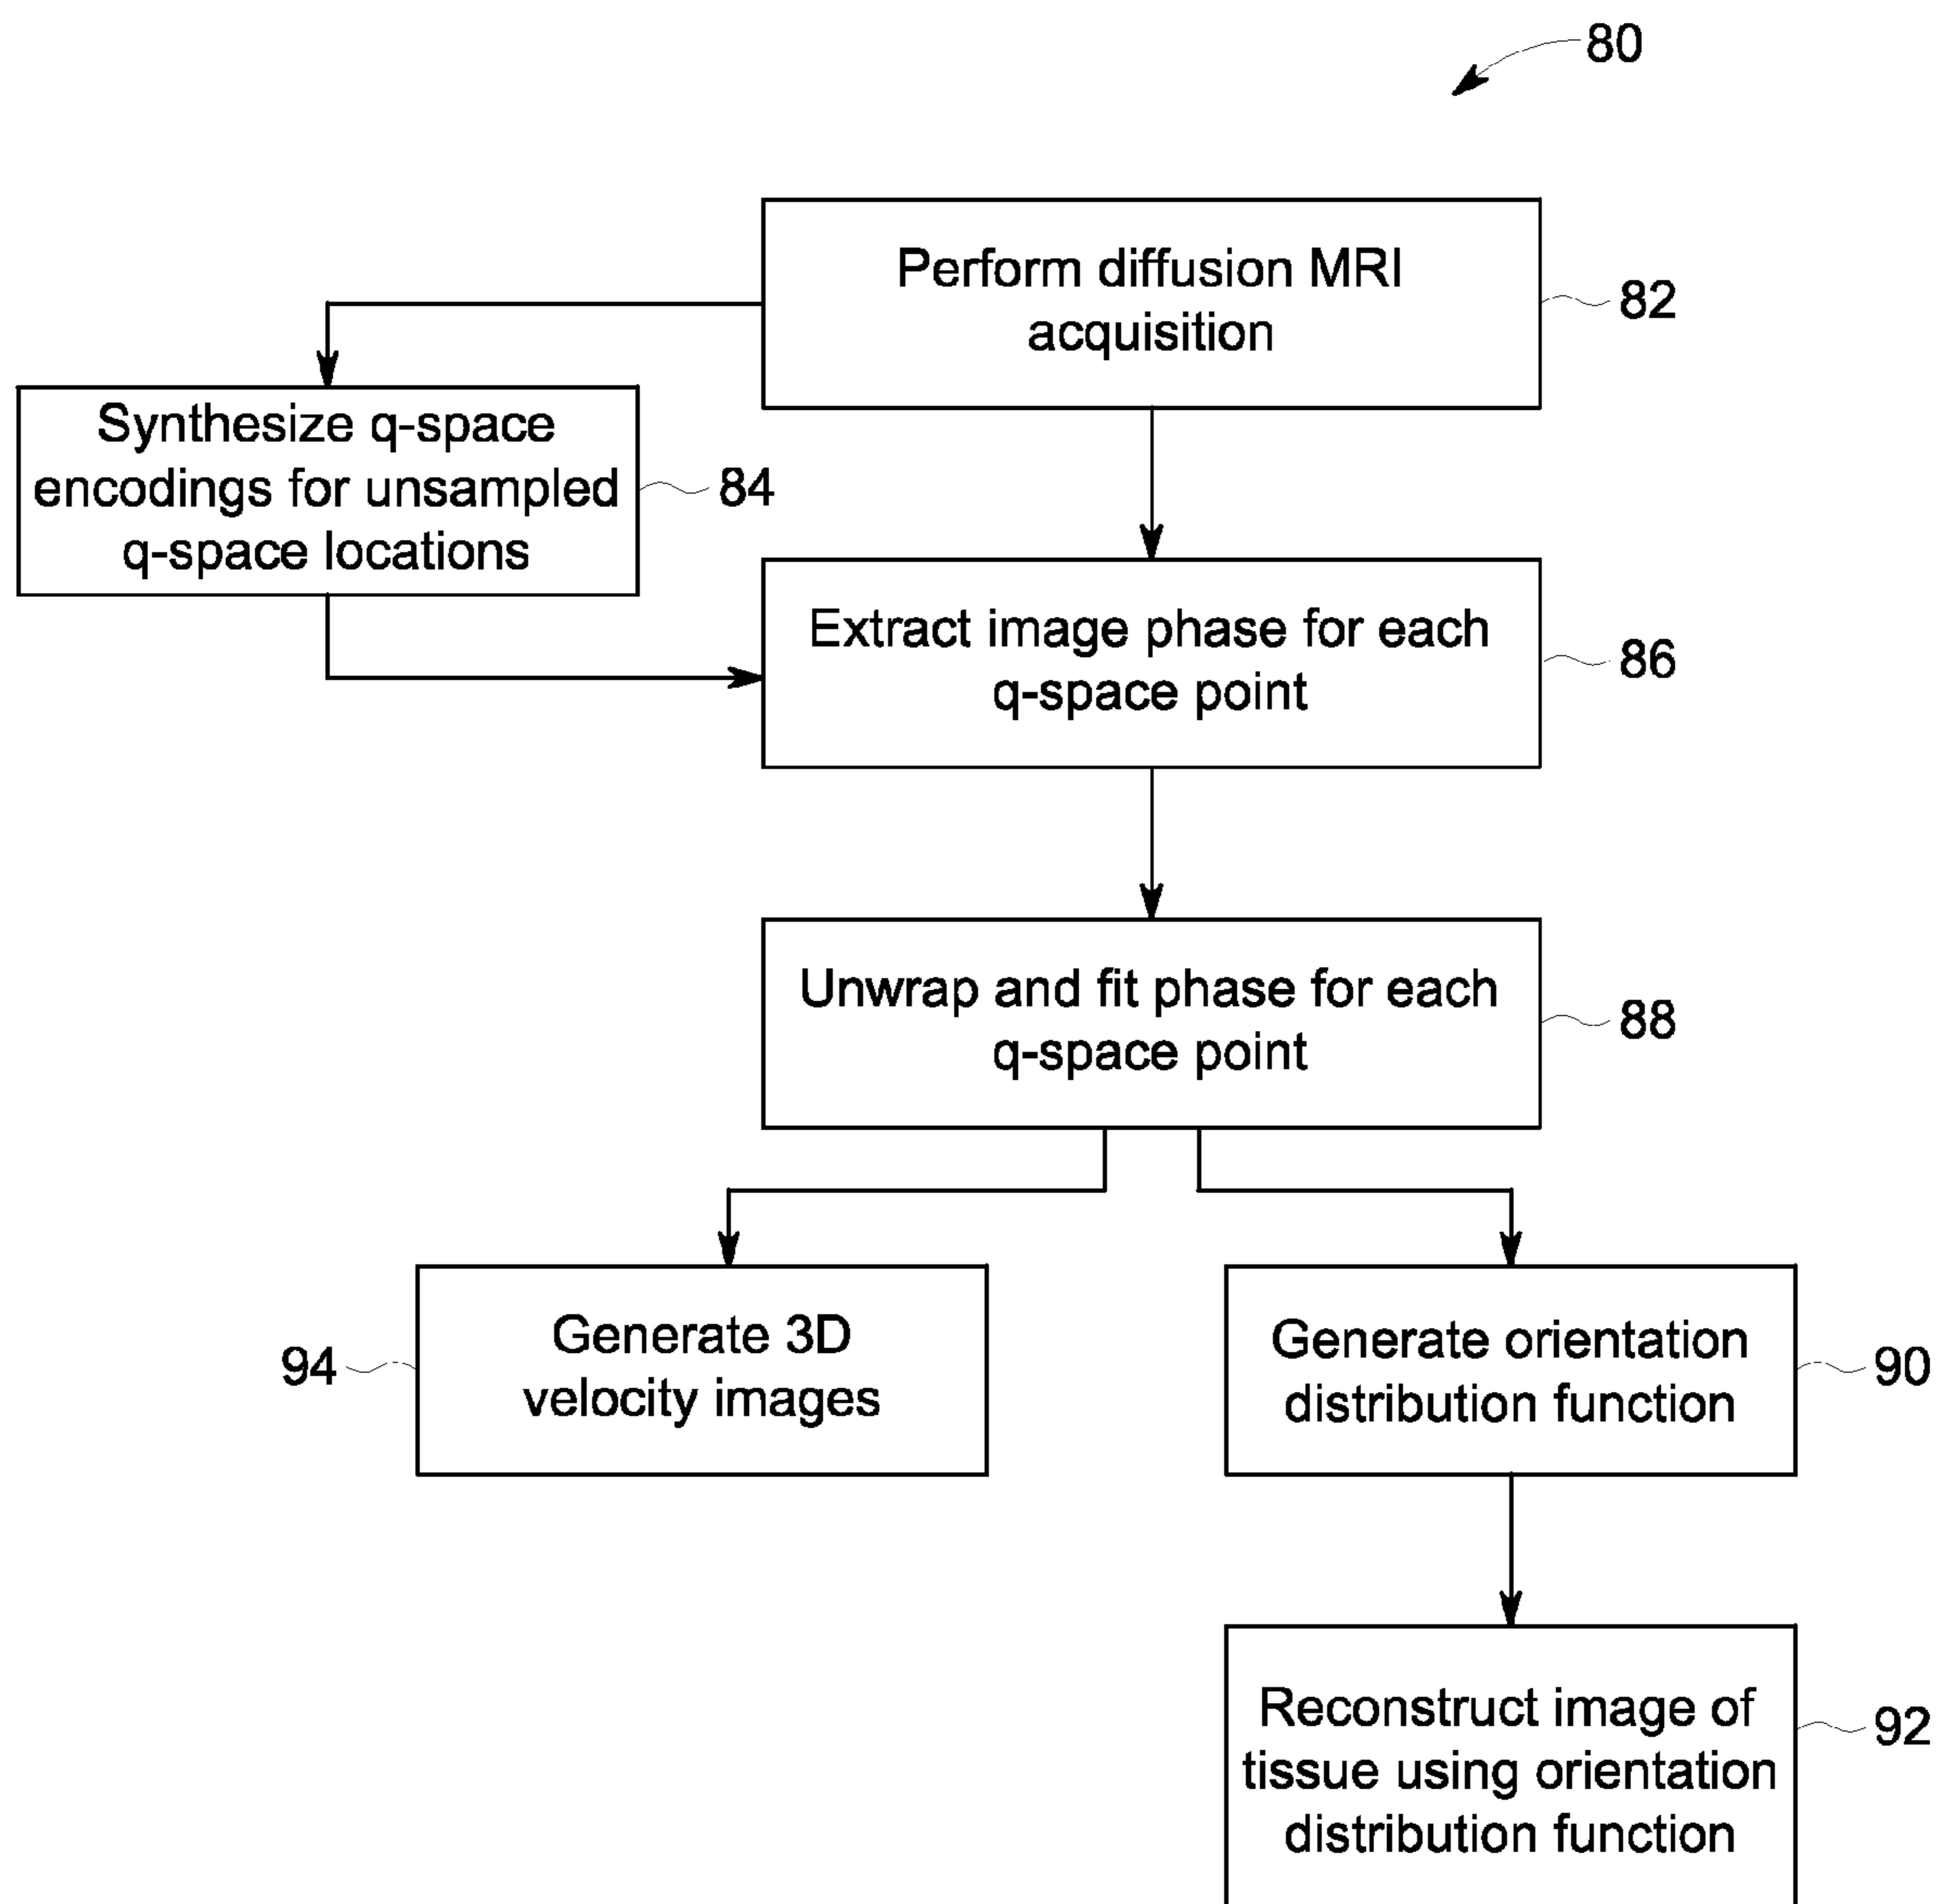 80
Perform diffusion MRI
acquisition
82
Synthesize q-space
encodings for unsampled
q-space locations
84
Extract image phase for each
q-space point
86
Unwrap and fit phase for each
q-space point
88
Generate 3D
velocity images
94
Generate orientation
distribution function
90
Reconstruct image of
tissue using orientation
distribution function
92